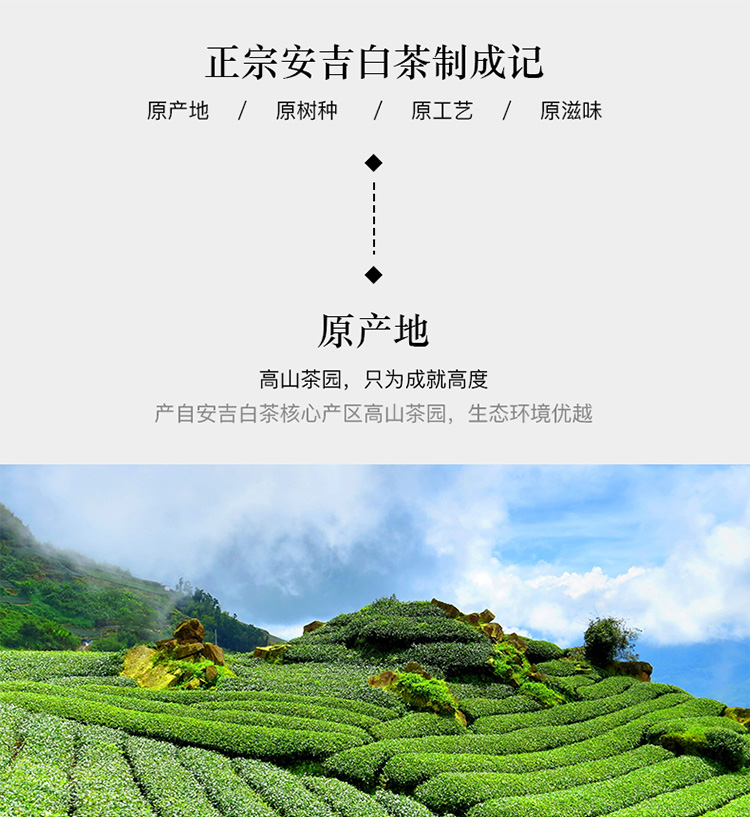 正宗安吉白茶制成记
原产地 / 原树种 / 原工艺 / 原滋味
原产地
高山茶园，只为成就高度
产自安吉白茶核心产区高山茶园，生态环境优越